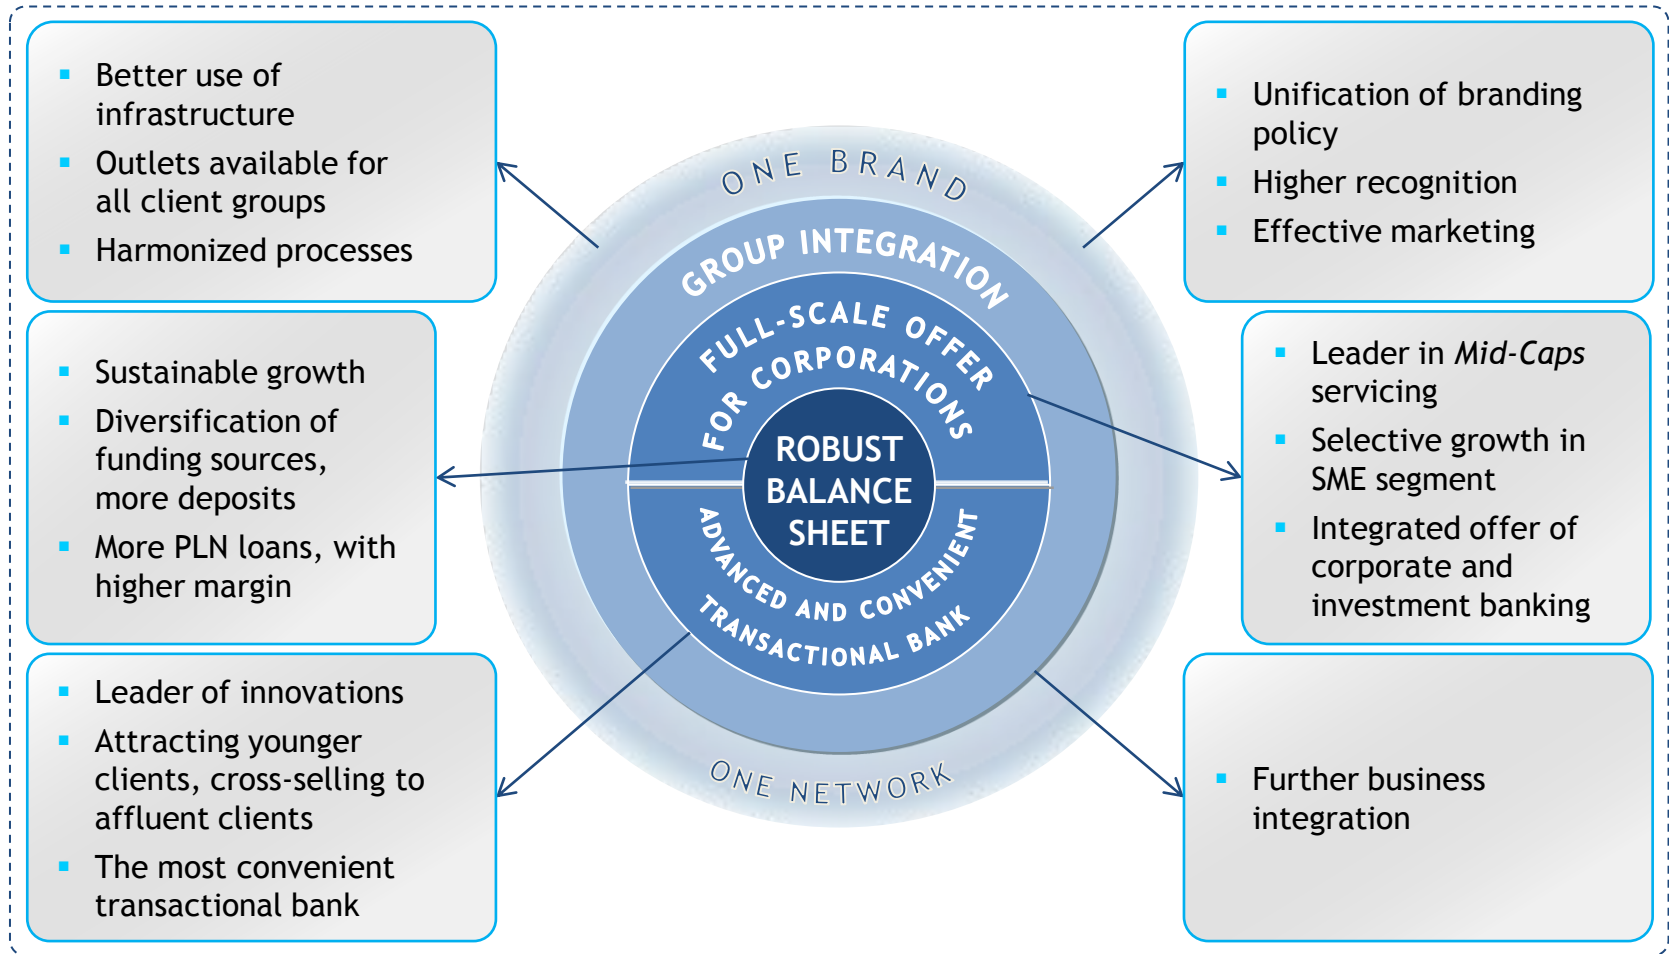 Better use of
infrastructure
Outlets available for
all client groups
Harmonized processes
Sustainable growth
Diversification of
funding sources,
more deposits
More PLN loans, with
higher margin
Leader of innovations
Attracting younger
clients, cross-selling to
affluent clients
The most convenient
transactional bank
ONE BRAND
GROUP INTEGRATION
FULL-SCALE OFFER
FOR CORPORATIONS
ROBUST
BALANCE
SHEET
ADVANCED AND CONVENIENT
TRANSACTIONAL BANK
ONE NETWORK
Unification of branding
policy
Higher recognition
Effective marketing
Leader in Mid-Caps
servicing
Selective growth in
SME segment
Integrated offer of
corporate and
investment banking
Further business
integration